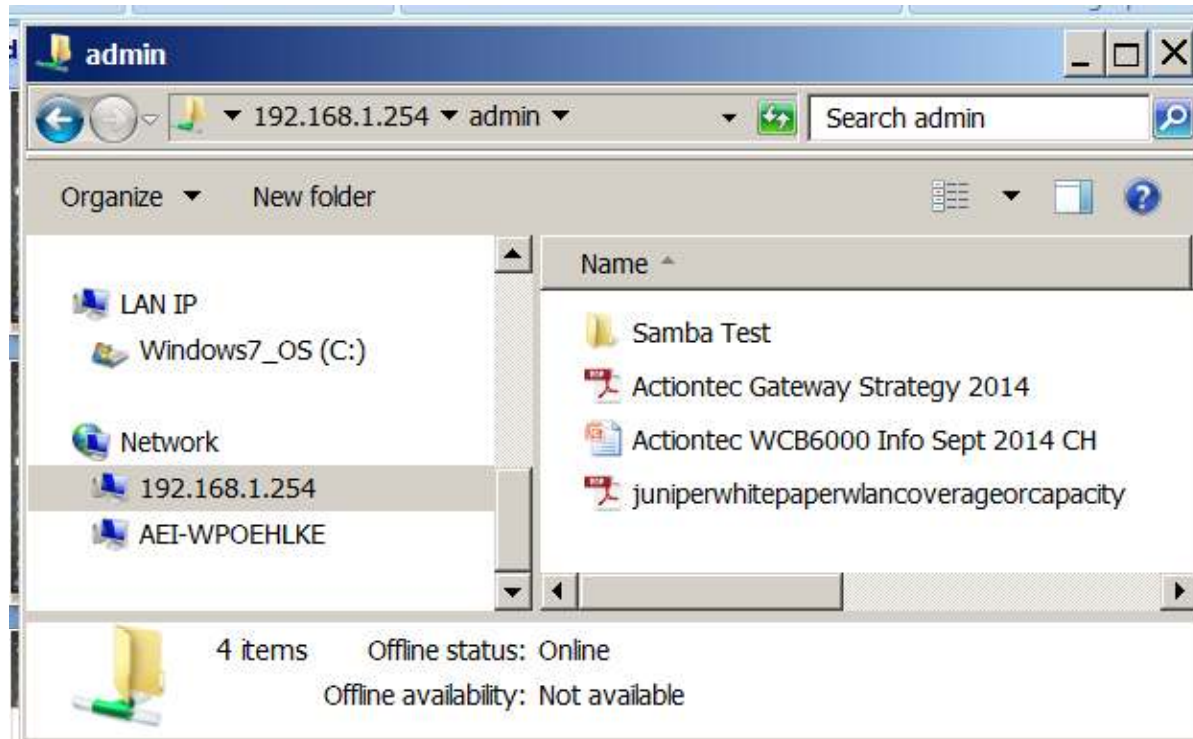 admin
192.168.1.254 admin
Search admin
Organize New folder
LAN IP
Windows7_OS (C:)
Network
192.168.1.254
AEI-WPOEHLKE
Name
Samba Test
Actiontec Gateway Strategy 2014
Actiontec WCB6000 Info Sept 2014 CH
juniperwhitepaperwlancoverageorcapacity
4 items Offline status: Online
Offline availability: Not available